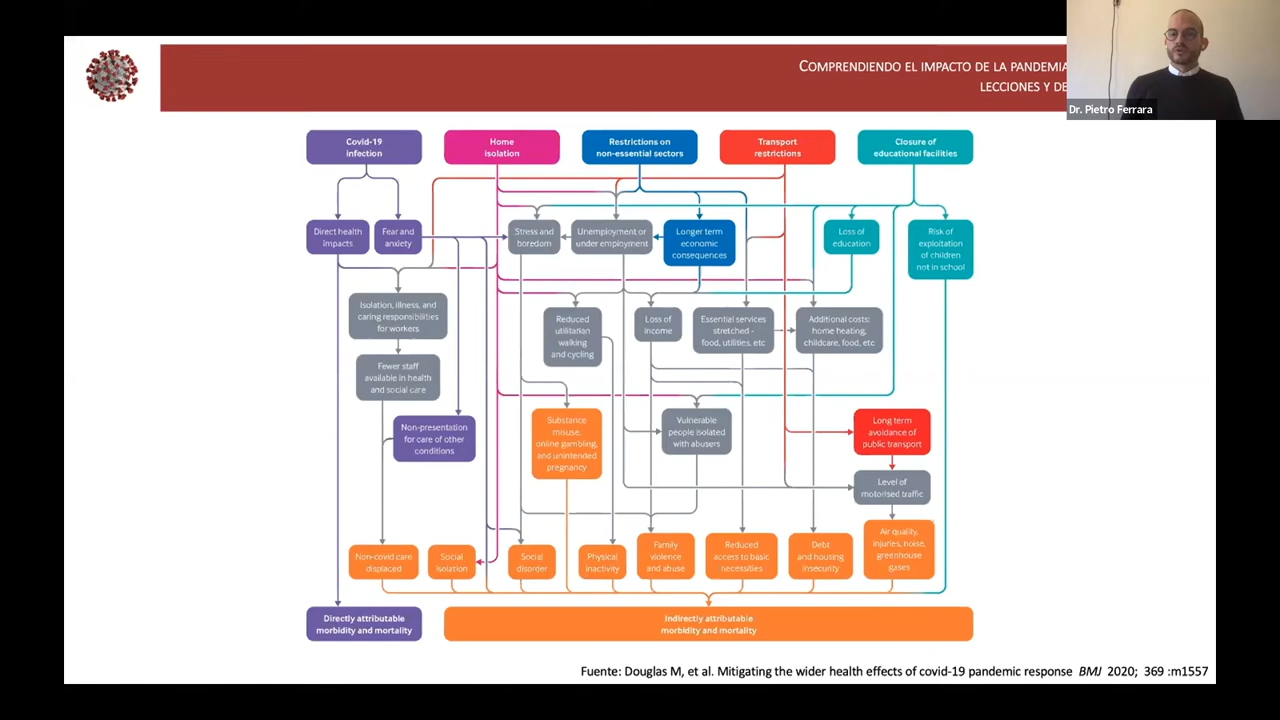 COMPRENDIENDO EL IMPACTO DE LA PANDEMIA
LECCIONES Y DE
Dr. Pietro Ferrara
Covid-19
infection
Home
isolation
Restrictions on
non-essential sectors
Transport
restrictions
Closure of
educational facilities
Direct health
impacts
Fear and
anxiety
Stress and
boredom
Unemployment or
under employment
Longer term
economic
consequences
Loss of
education
Risk of
exploitation
of children
not in school
Isolation, illness, and
caring responsibilities
for workers
Reduced
utilitarian
walking
and cycling
Loss of
income
Essential services
stretched -
food, utilities, etc
Additional costs:
home heating,
childcare, food, etc
Fewer staff
available in health
and social care
Non-presentation
for care of other
conditions
Substance
misuse,
online gambling,
and unintended
pregnancy
Vulnerable
people isolated
with abusers
Long term
avoidance of
public transport
Level of
motorised traffic
Non-covid care
displaced
Social
isolation
Social
disorder
Physical
inactivity
Family
violence
and abuse
Reduced
access to basic
necessities
Debt
and housing
insecurity
Air quality,
injuries, noise,
greenhouse
gases
Directly attributable
morbidity and mortality
Indirectly attributable
morbidity and mortality
Fuente: Douglas M, et al. Mitigating the wider health effects of covid-19 pandemic response BMJ 2020; 369 :m1557